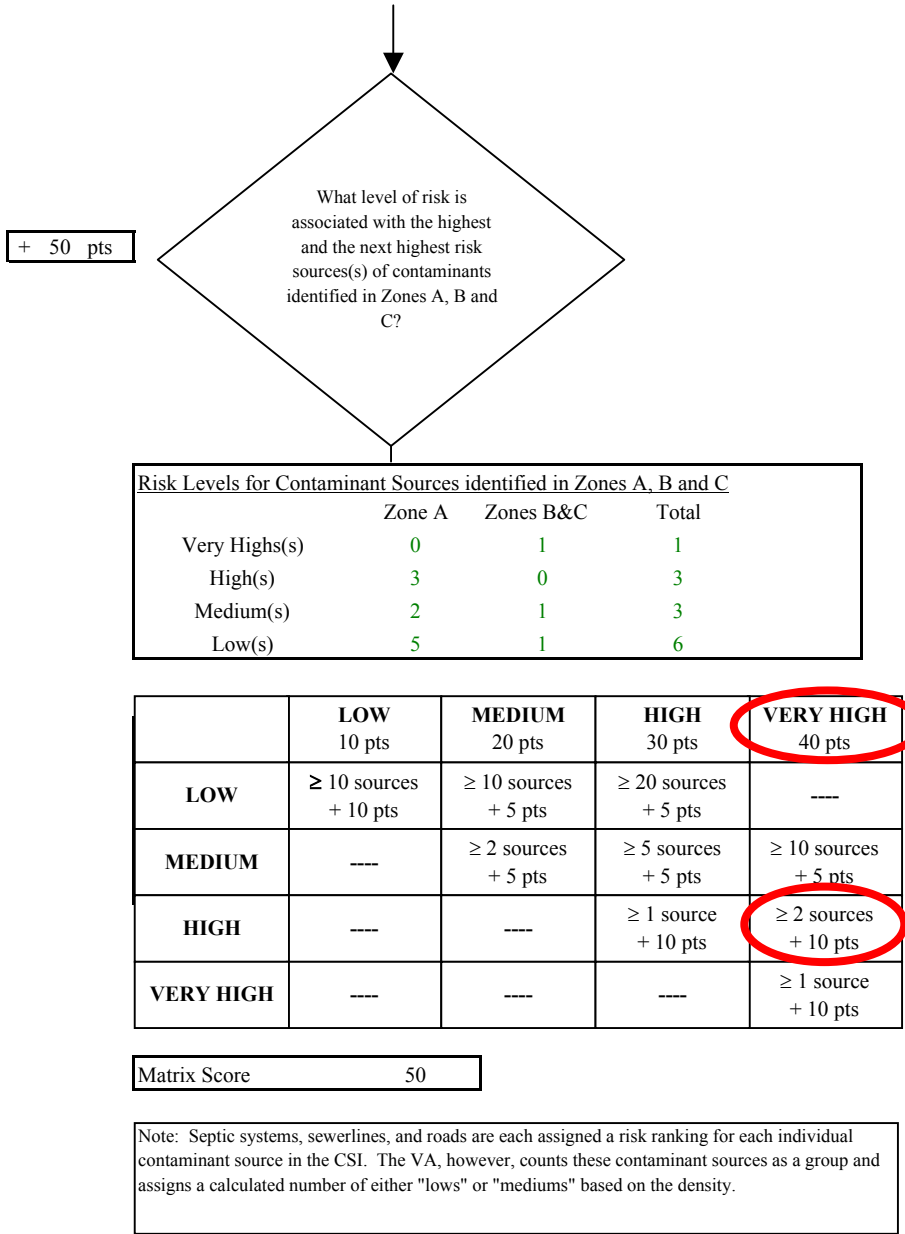 What level of risk is
associated with the highest
and the next highest risk
sources(s) of contaminants
identified in Zones A, B and
C?
+ 50 pts
Risk Levels for Contaminant Sources identified in Zones A, B and C
Zone A Zones B&C Total
Very Highs(s) 0 1 1
High(s) 3 0 3
Medium(s) 2 1 3
Low(s) 5 1 6
LOW MEDIUM HIGH VERY HIGH
10 pts 20 pts 30 pts 40 pts
LOW ≥ 10 sources ≥ 10 sources ≥ 20 sources ----
+ 10 pts + 5 pts + 5 pts
MEDIUM ---- ≥ 2 sources ≥ 5 sources ≥ 10 sources
+ 5 pts + 5 pts + 5 pts
HIGH ---- ---- ≥ 1 source ≥ 2 sources
+ 10 pts + 10 pts
VERY HIGH ---- ---- ---- ≥ 1 source
+ 10 pts
Matrix Score 50
Note: Septic systems, sewerlines, and roads are each assigned a risk ranking for each individual
contaminant source in the CSI. The VA, however, counts these contaminant sources as a group and
assigns a calculated number of either "lows" or "mediums" based on the density.